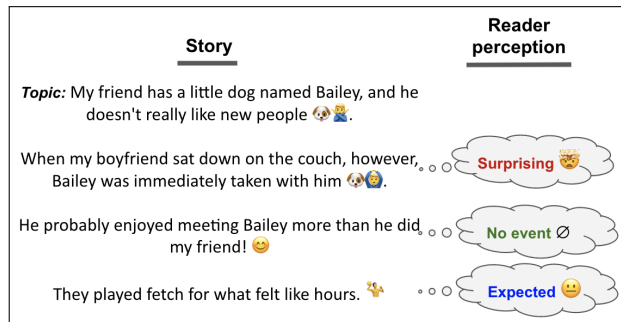 Story
Reader
perception
Topic: My friend has a little dog named Bailey, and he
doesn't really like new people 🐶🙅.
When my boyfriend sat down on the couch, however,
Bailey was immediately taken with him 🐶🙆.
Surprising 🤯
He probably enjoyed meeting Bailey more than he did
my friend! 😊
No event ∅
They played fetch for what felt like hours.
Expected 😐